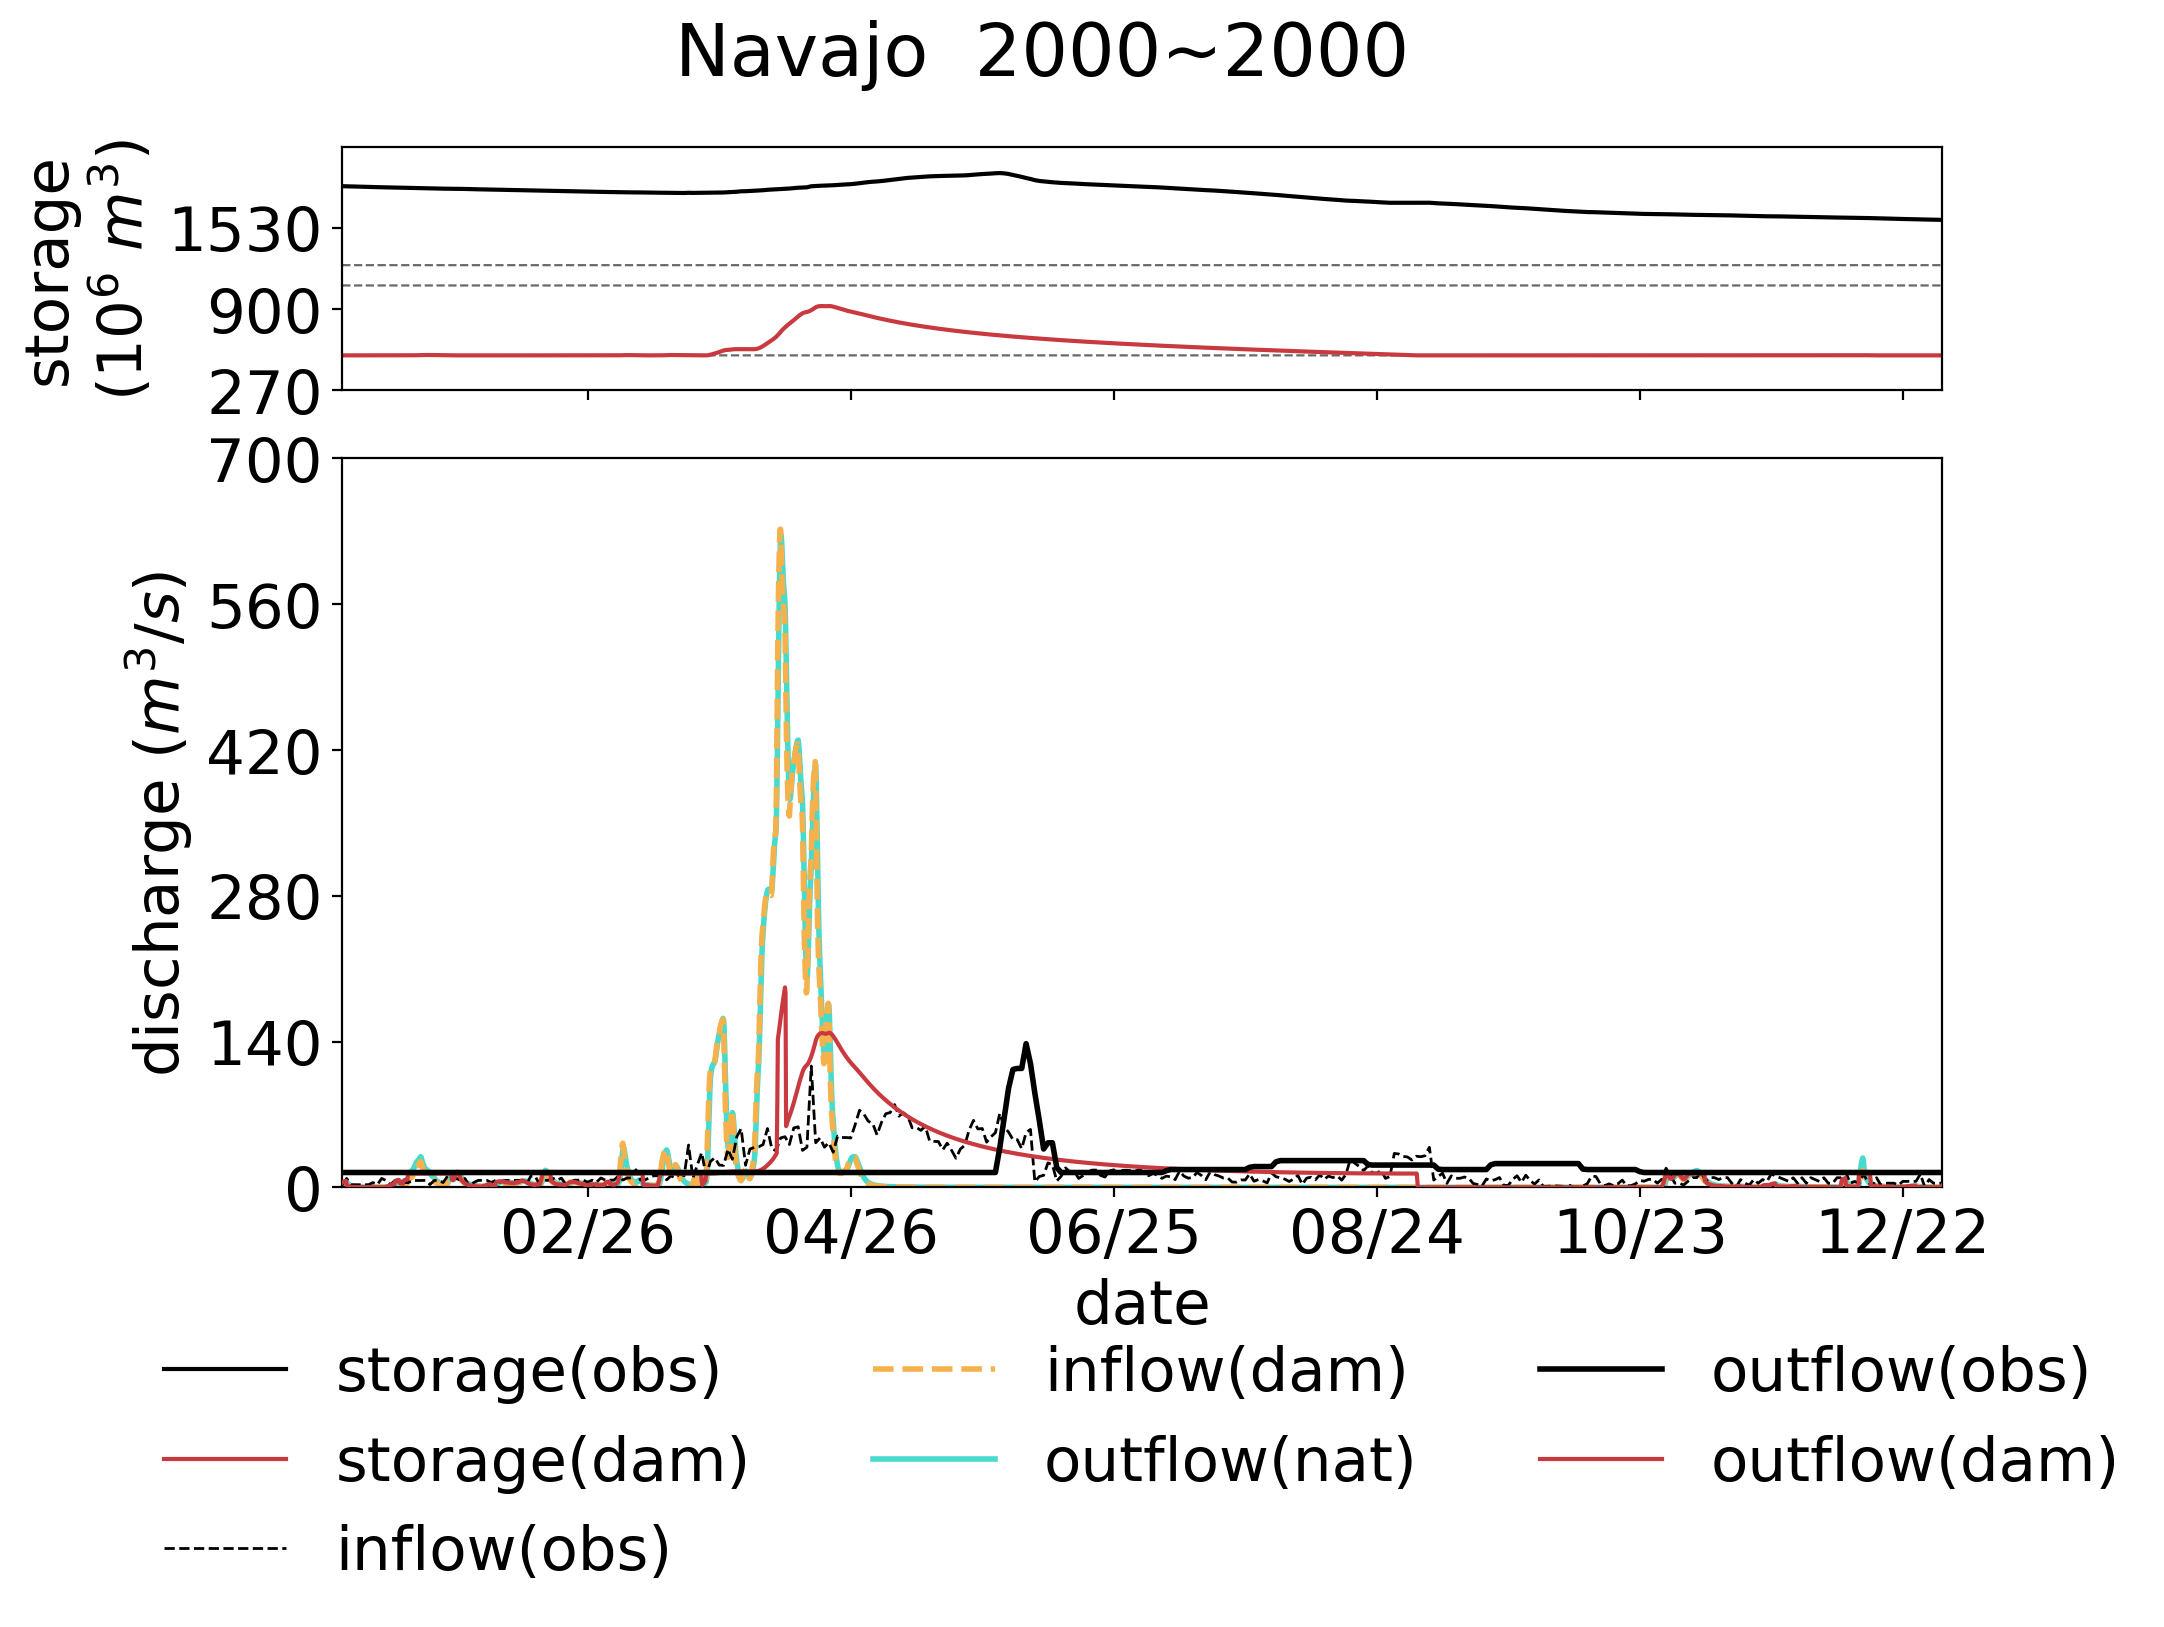 Navajo  2000~2000
storage
(10^6 m^3)
1530
900
270
discharge (m^3/s)
700
560
420
280
140
0
02/26 04/26 06/25 08/24 10/23 12/22
date
storage(obs) inflow(dam) outflow(obs)
storage(dam) outflow(nat) outflow(dam)
inflow(obs)